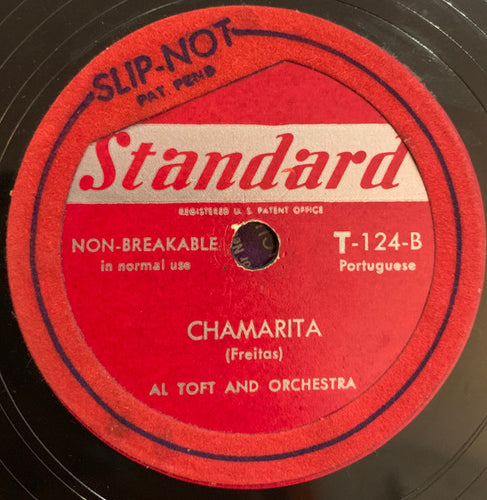 SLIP-NOT
PAT PEND
Standard
REGISTERED U. S. PATENT OFFICE
NON-BREAKABLE
in normal use
T-124-B
Portuguese
CHAMARITA
(Freitas)
AL TOFT AND ORCHESTRA